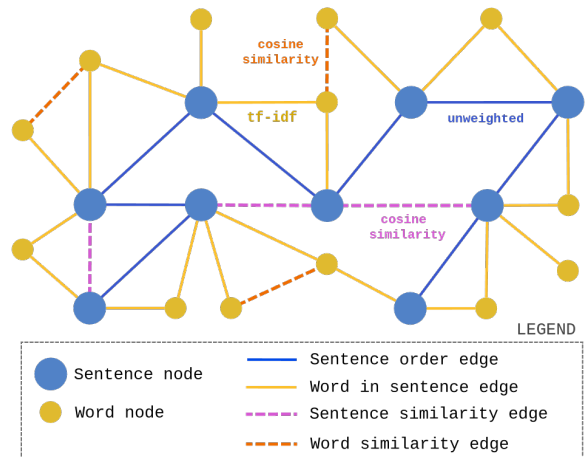 cosine
similarity
tf-idf
unweighted
cosine
similarity
LEGEND
Sentence node
Word node
Sentence order edge
Word in sentence edge
Sentence similarity edge
Word similarity edge